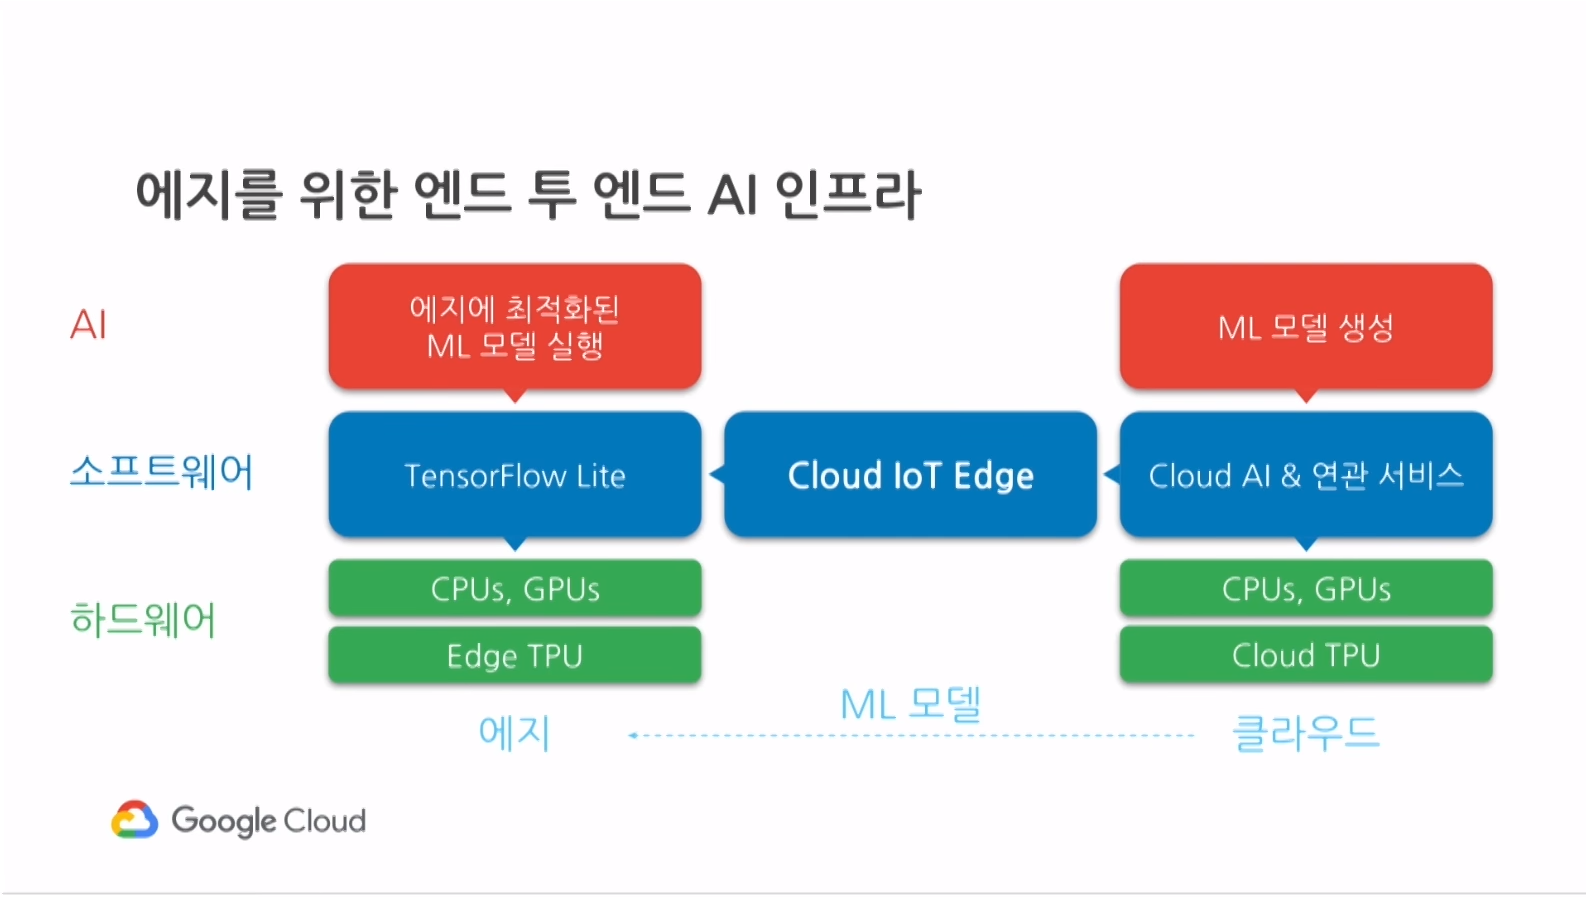 에지를 위한 엔드 투 엔드 AI 인프라
AI
에지에 최적화된
ML 모델 실행
ML 모델 생성
소프트웨어
TensorFlow Lite
Cloud IoT Edge
Cloud AI & 연관 서비스
하드웨어
CPUs, GPUs
CPUs, GPUs
Edge TPU
Cloud TPU
에지
ML 모델
클라우드
Google Cloud